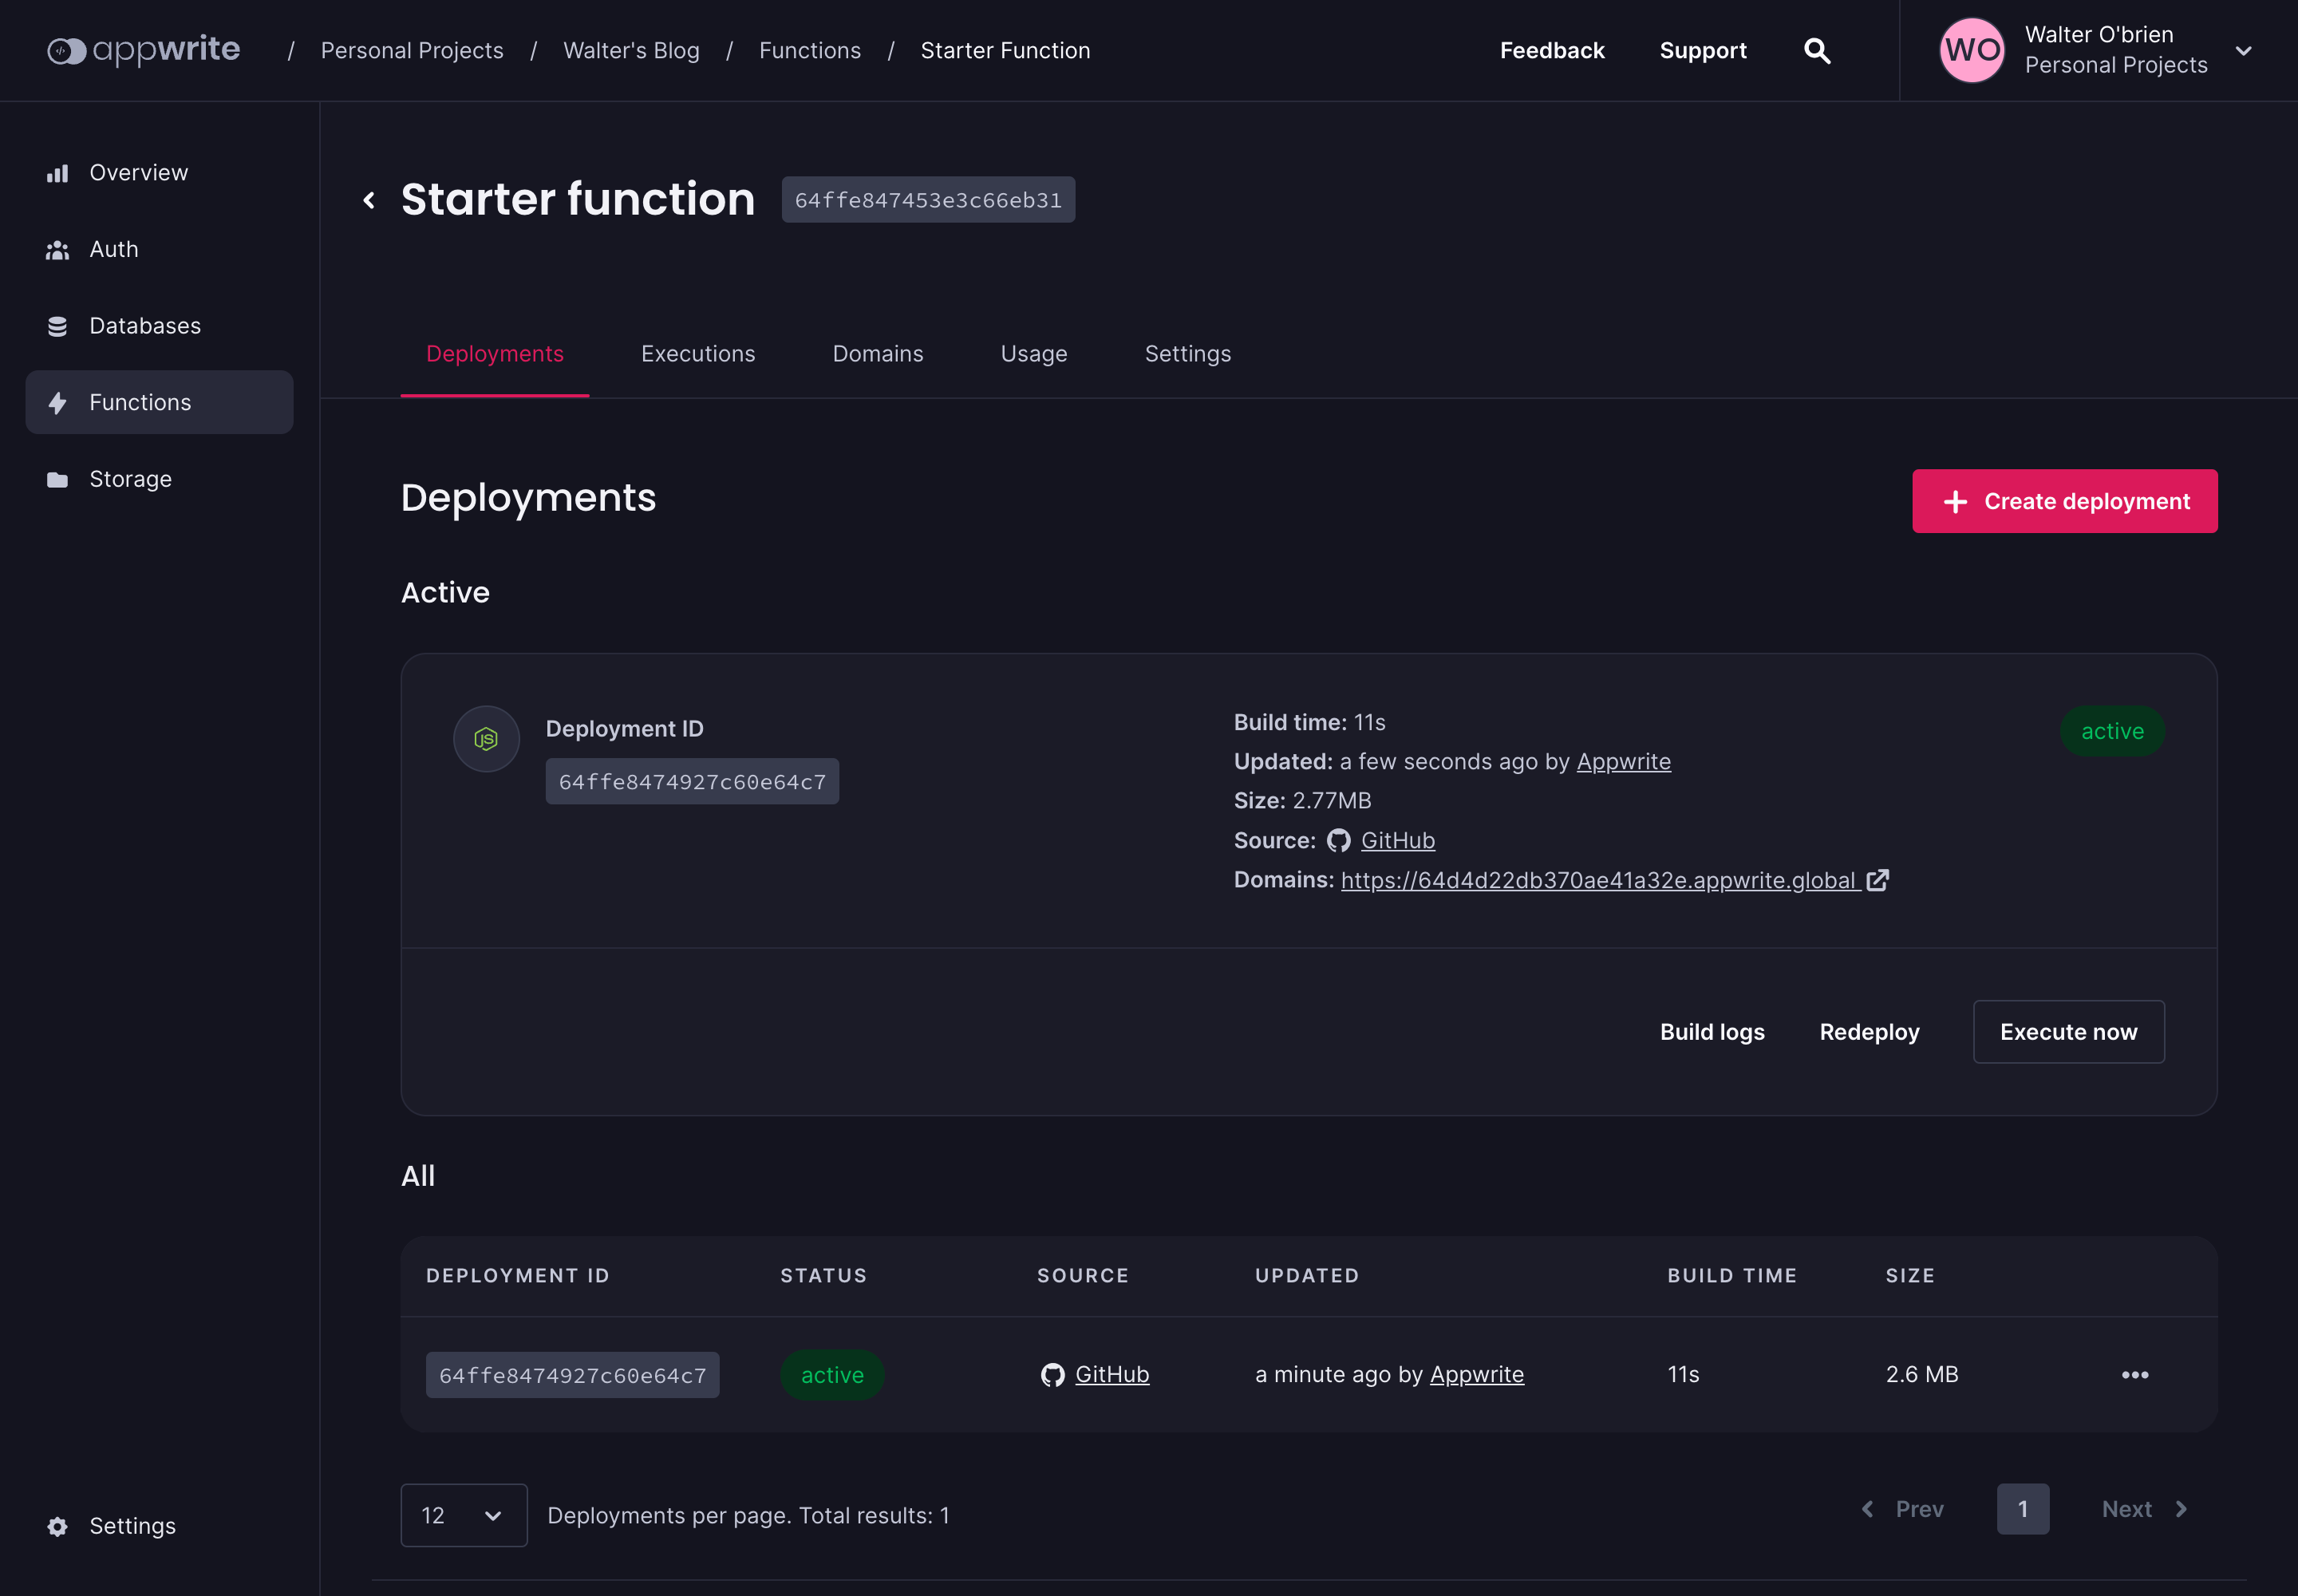 appwrite / Personal Projects / Walter's Blog / Functions / Starter Function Feedback Support WO Walter O'brien
Personal Projects
Overview
Auth
Databases
Functions
Storage
Settings
Starter function 64ffe847453e3c66eb31
Deployments Executions Domains Usage Settings
Deployments Create deployment
Active
Deployment ID
64ffe8474927c60e64c7
Build time: 11s
Updated: a few seconds ago by Appwrite
Size: 2.77MB
Source: GitHub
Domains: https://64d4d22db370ae41a32e.appwrite.global
active
Build logs Redeploy Execute now
All
DEPLOYMENT ID STATUS SOURCE UPDATED BUILD TIME SIZE
64ffe8474927c60e64c7 active GitHub a minute ago by Appwrite 11s 2.6 MB
12 Deployments per page. Total results: 1 Prev 1 Next